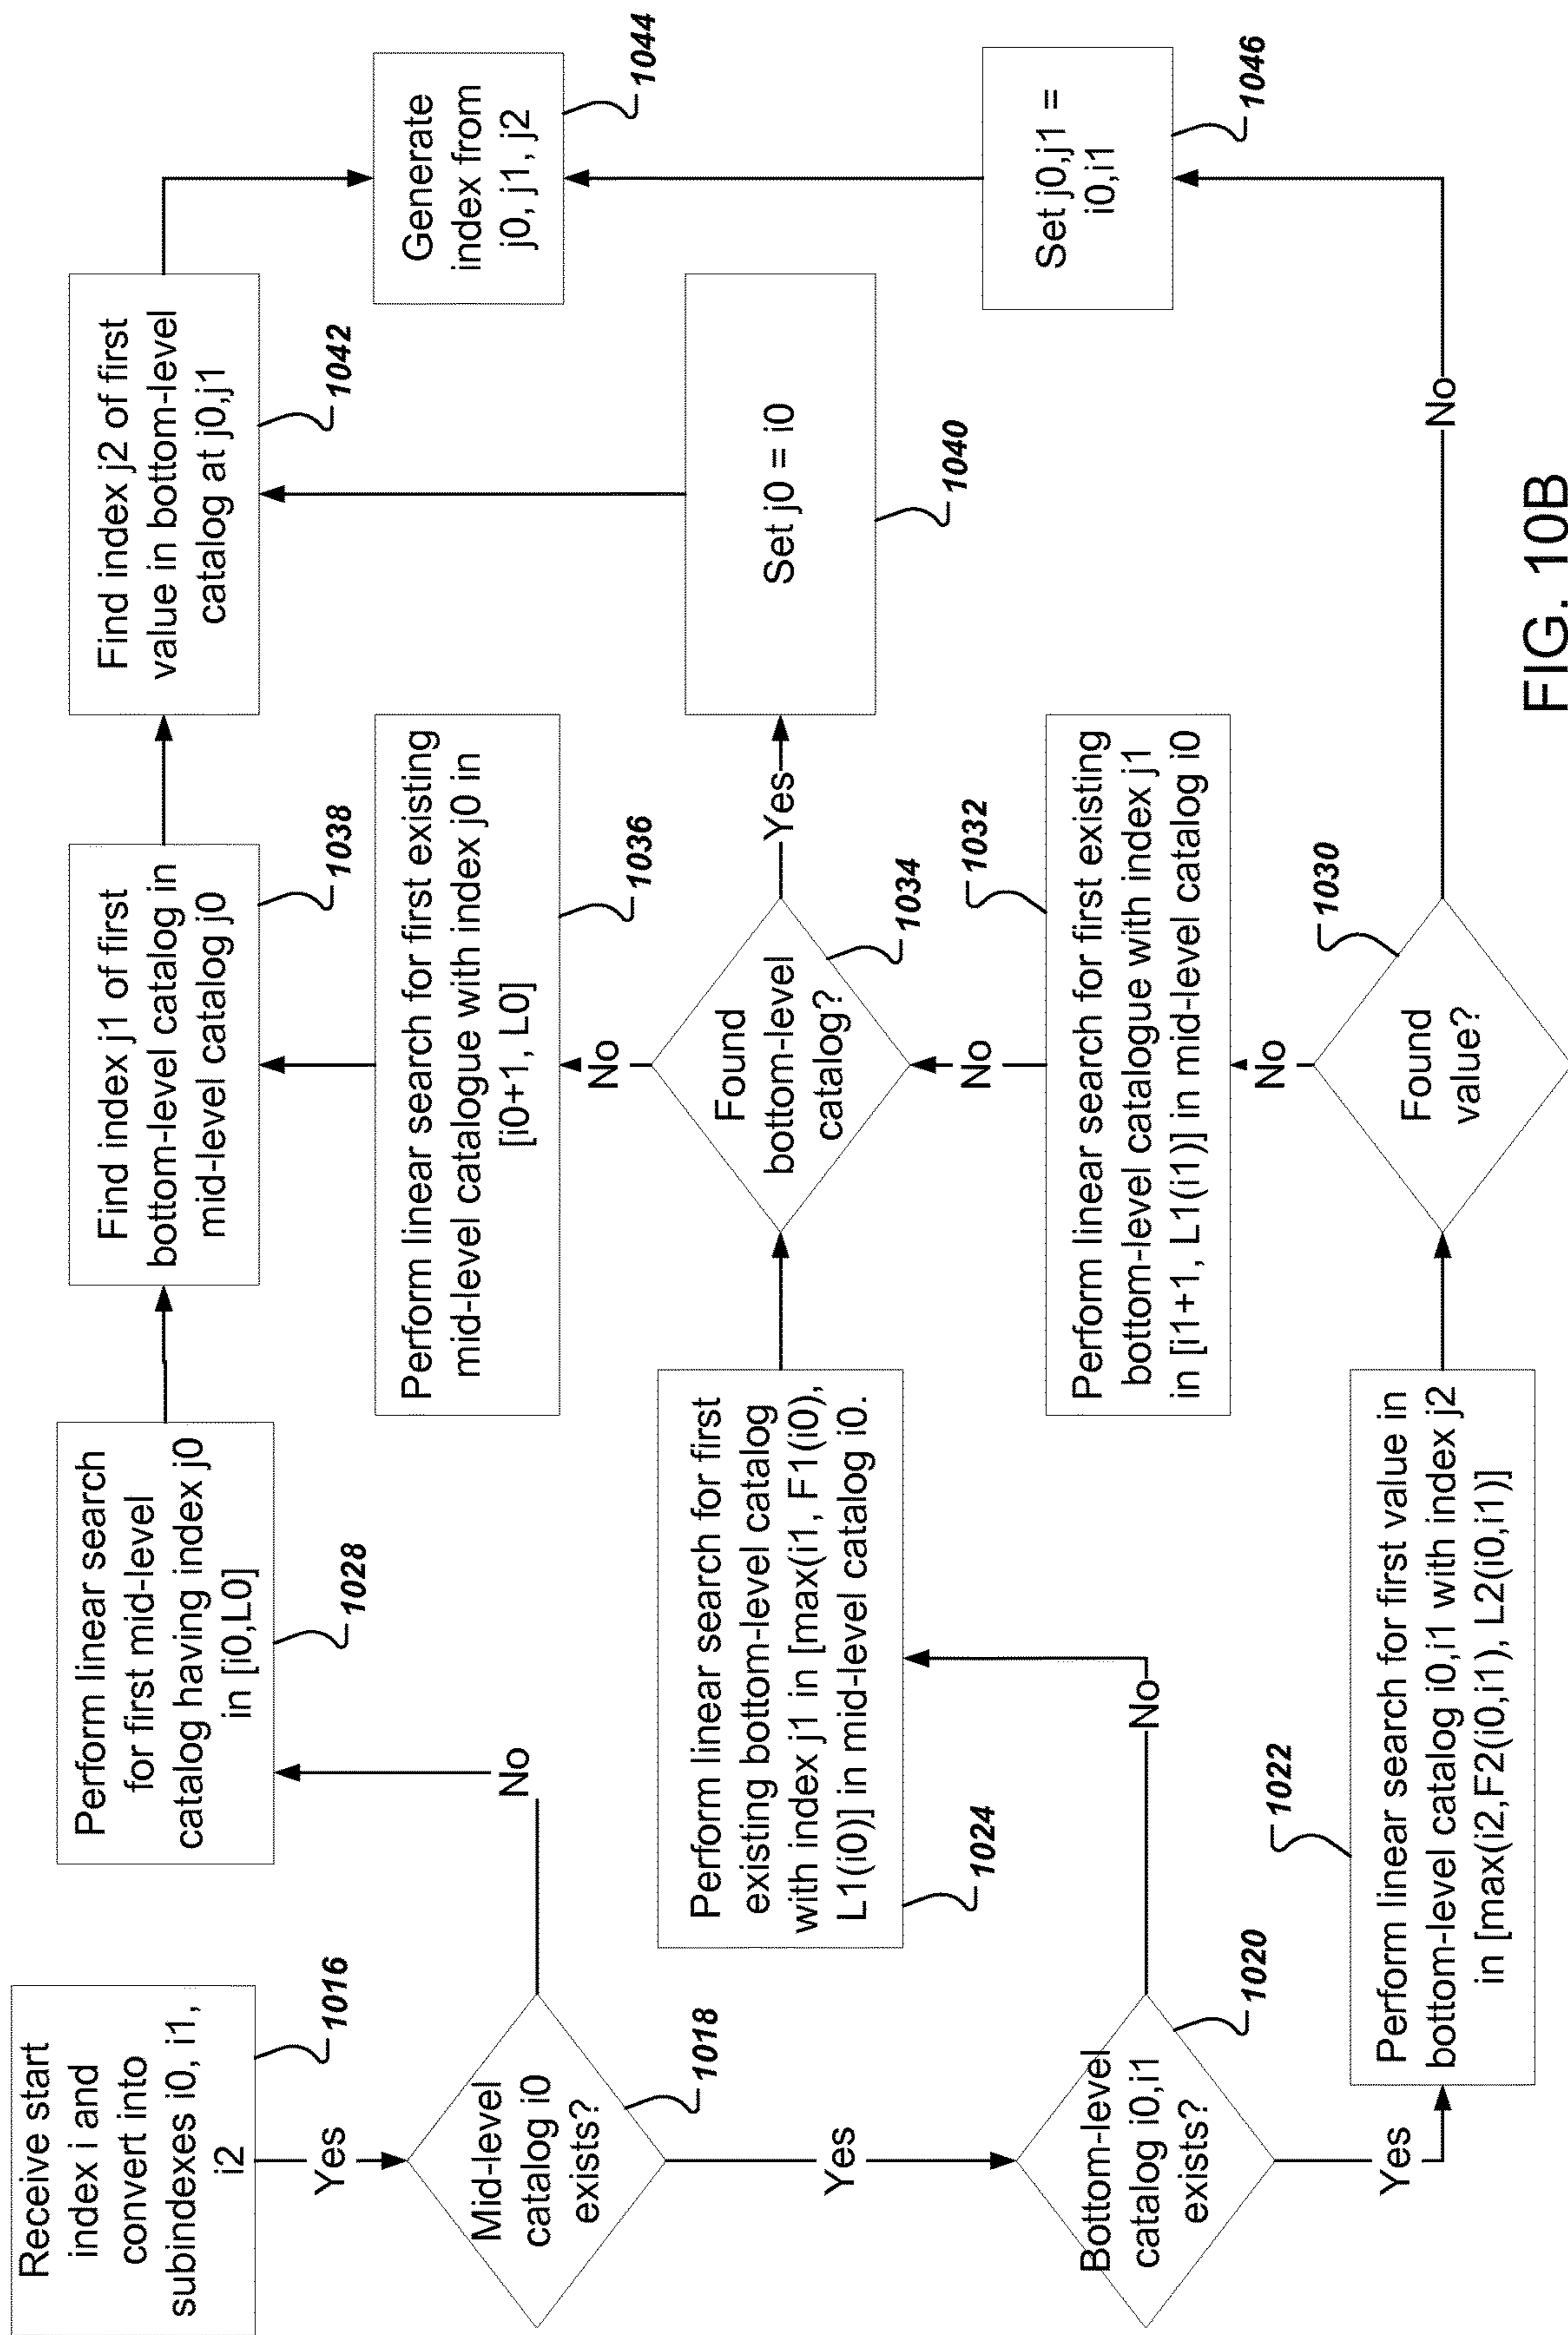 Receive start
index i and
convert into
subindexes i0, i1,
i2
1016
Yes
Mid-level
catalog i0
exists?
1018
No
Perform linear search
for first mid-level
catalog having index j0
in [i0,L0]
1028
Yes
Bottom-level
catalog i0,i1
exists?
1020
No
Perform linear search for first
existing bottom-level catalog
with index j1 in [max(i1, F1(i0),
L1(i0)] in mid-level catalog i0.
1024
Yes
Perform linear search for first value in
bottom-level catalog i0,i1 with index j2
in [max(i2,F2(i0,i1), L2(i0,i1)]
1022
Find index j1 of first
bottom-level catalog in
mid-level catalog j0
1038
Perform linear search for first existing
mid-level catalogue with index j0 in
[i0+1, L0]
1036
No
Found
bottom-level
catalog?
1034
Yes
No
Perform linear search for first existing
bottom-level catalogue with index j1
in [i1+1, L1(i1)] in mid-level catalog i0
1032
No
Found
value?
1030
No
Find index j2 of first
value in bottom-level
catalog at j0,j1
1042
Set j0 = i0
1040
Generate
index from
j0, j1, j2
1044
Set j0,j1 =
i0,i1
1046
FIG. 10B